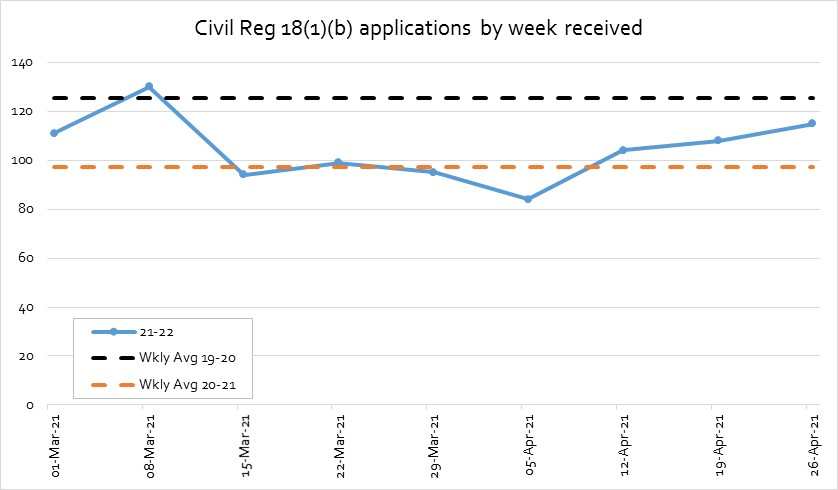 Civil Reg 18(1)(b) applications by week received
140
120
100
80
60
40
20
0
21-22
Wkly Avg 19-20
Wkly Avg 20-21
01-Mar-21
08-Mar-21
15-Mar-21
22-Mar-21
29-Mar-21
05-Apr-21
12-Apr-21
19-Apr-21
26-Apr-21